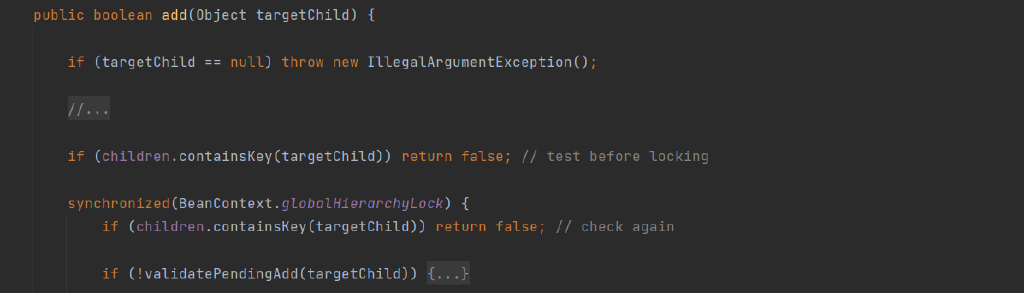 public boolean add(Object targetChild) {
if (targetChild == null) throw new IllegalArgumentException();
//...
if (children.containsKey(targetChild)) return false; // test before locking
synchronized(BeanContext.globalHierarchyLock) {
if (children.containsKey(targetChild)) return false; // check again
if (!validatePendingAdd(targetChild)) {...}